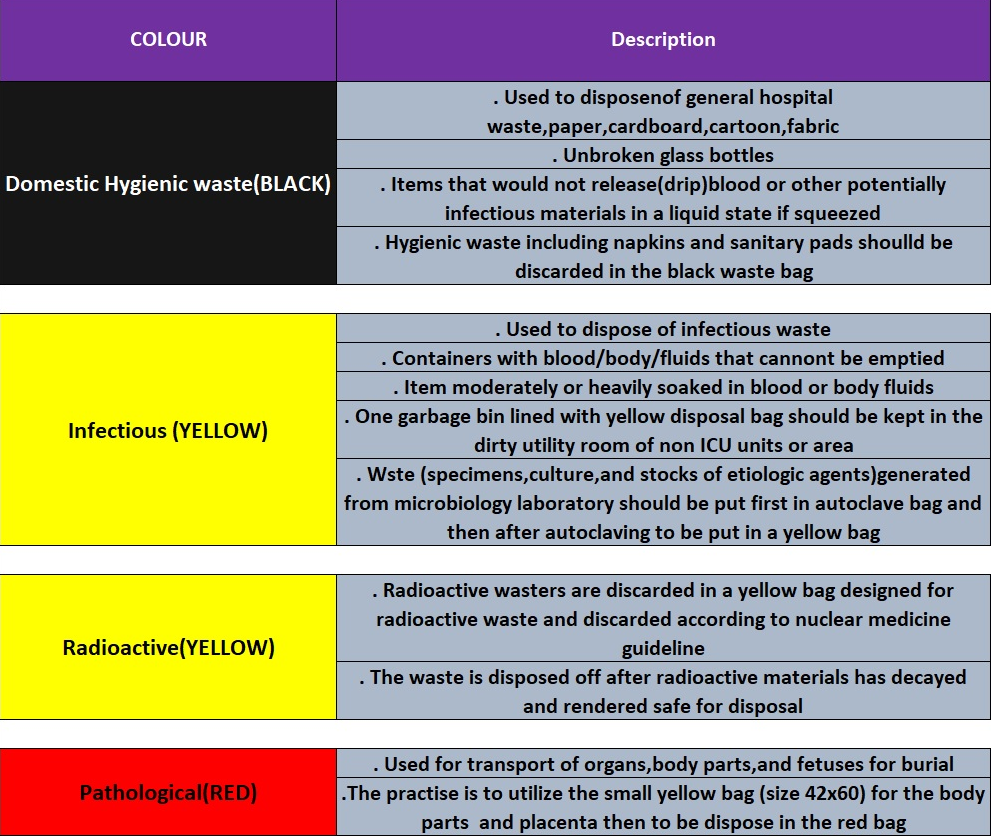 COLOUR
Description
Domestic Hygienic waste(BLACK)
. Used to disposenof general hospital
waste,paper,cardboard,cartoon,fabric
. Unbroken glass bottles
. Items that would not release(drip)blood or other potentially
infectious materials in a liquid state if squeezed
. Hygienic waste including napkins and sanitary pads shoulld be
discarded in the black waste bag
Infectious (YELLOW)
. Used to dispose of infectious waste
. Containers with blood/body/fluids that cannont be emptied
. Item moderately or heavily soaked in blood or body fluids
. One garbage bin lined with yellow disposal bag should be kept in the
dirty utility room of non ICU units or area
. Wste (specimens,culture,and stocks of etiologic agents)generated
from microbiology laboratory should be put first in autoclave bag and
then after autoclaving to be put in a yellow bag
Radioactive(YELLOW)
. Radioactive wasters are discarded in a yellow bag designed for
radioactive waste and discarded according to nuclear medicine
guideline
. The waste is disposed off after radioactive materials has decayed
and rendered safe for disposal
Pathological(RED)
. Used for transport of organs,body parts,and fetuses for burial
.The practise is to utilize the small yellow bag (size 42x60) for the body
parts and placenta then to be dispose in the red bag